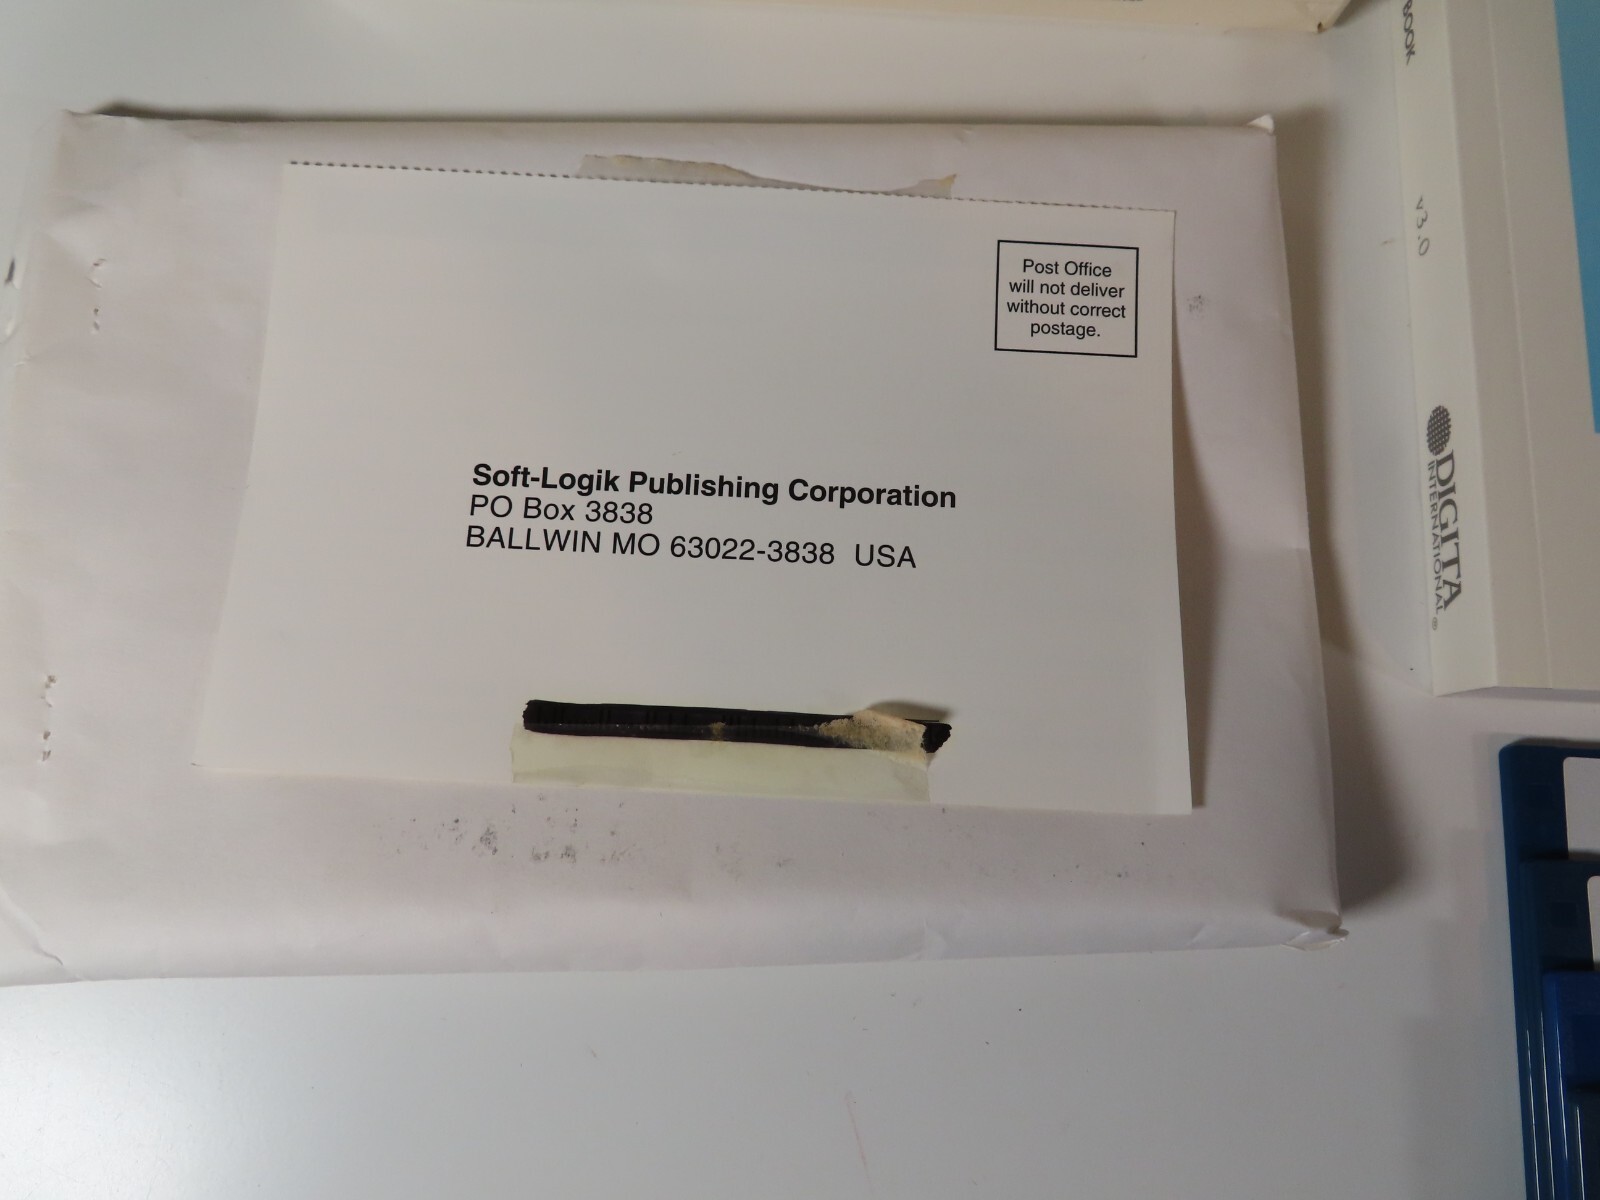 Post Office
will not deliver
without correct
postage.
Soft-Logik Publishing Corporation
PO Box 3838
BALLWIN MO 63022-3838 USA
BOOK
v3.0
DIGITA
INTERNATIONAL®